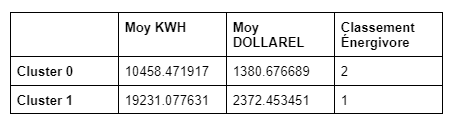 Moy KWH Moy DOLLAREL Classement Énergivore
Cluster 0 10458.471917 1380.676689 2
Cluster 1 19231.077631 2372.453451 1